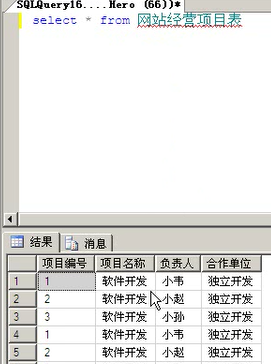 SQLQuery16....Hero (66))*
select * from 网站经营项目表
结果 消息
项目编号 项目名称 负责人 合作单位
1 1 软件开发 小韦 独立开发
2 2 软件开发 小赵 独立开发
3 3 软件开发 小孙 独立开发
4 1 软件开发 小韦 独立开发
5 2 软件开发 小赵 独立开发